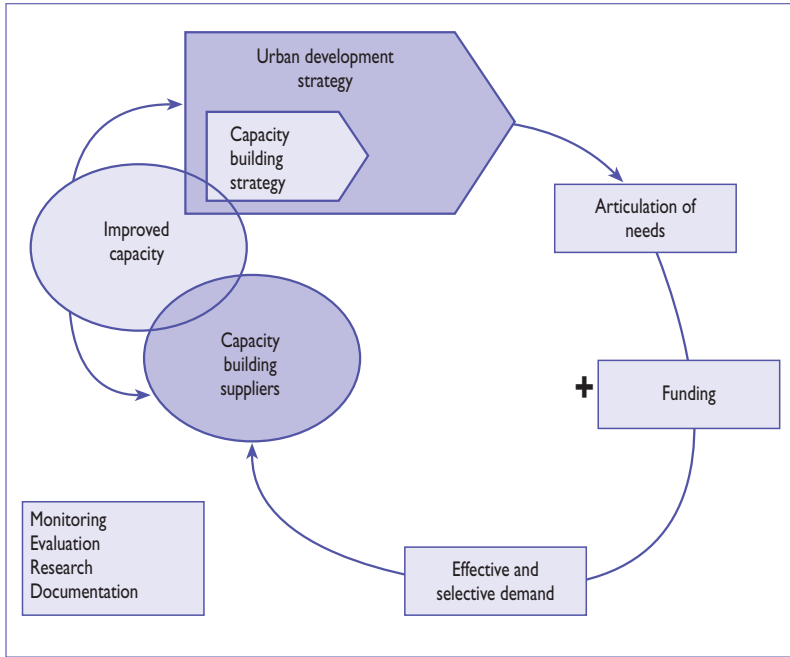 Urban development
strategy
Capacity
building
strategy
Improved
capacity
Articulation of
needs
Capacity
building
suppliers
+
Funding
Monitoring
Evaluation
Research
Documentation
Effective and
selective demand